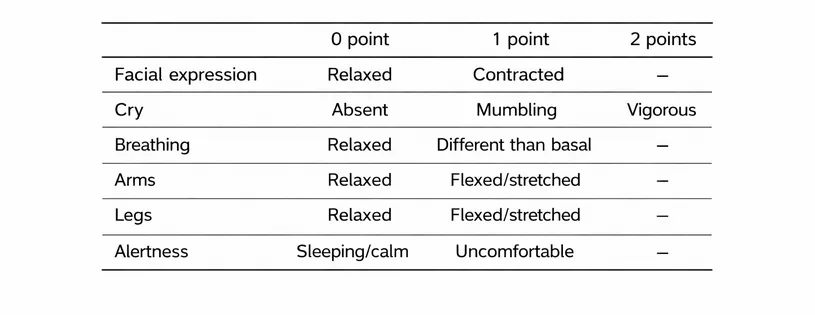 0 point 1 point 2 points
Facial expression Relaxed Contracted –
Cry Absent Mumbling Vigorous
Breathing Relaxed Different than basal –
Arms Relaxed Flexed/stretched –
Legs Relaxed Flexed/stretched –
Alertness Sleeping/calm Uncomfortable –